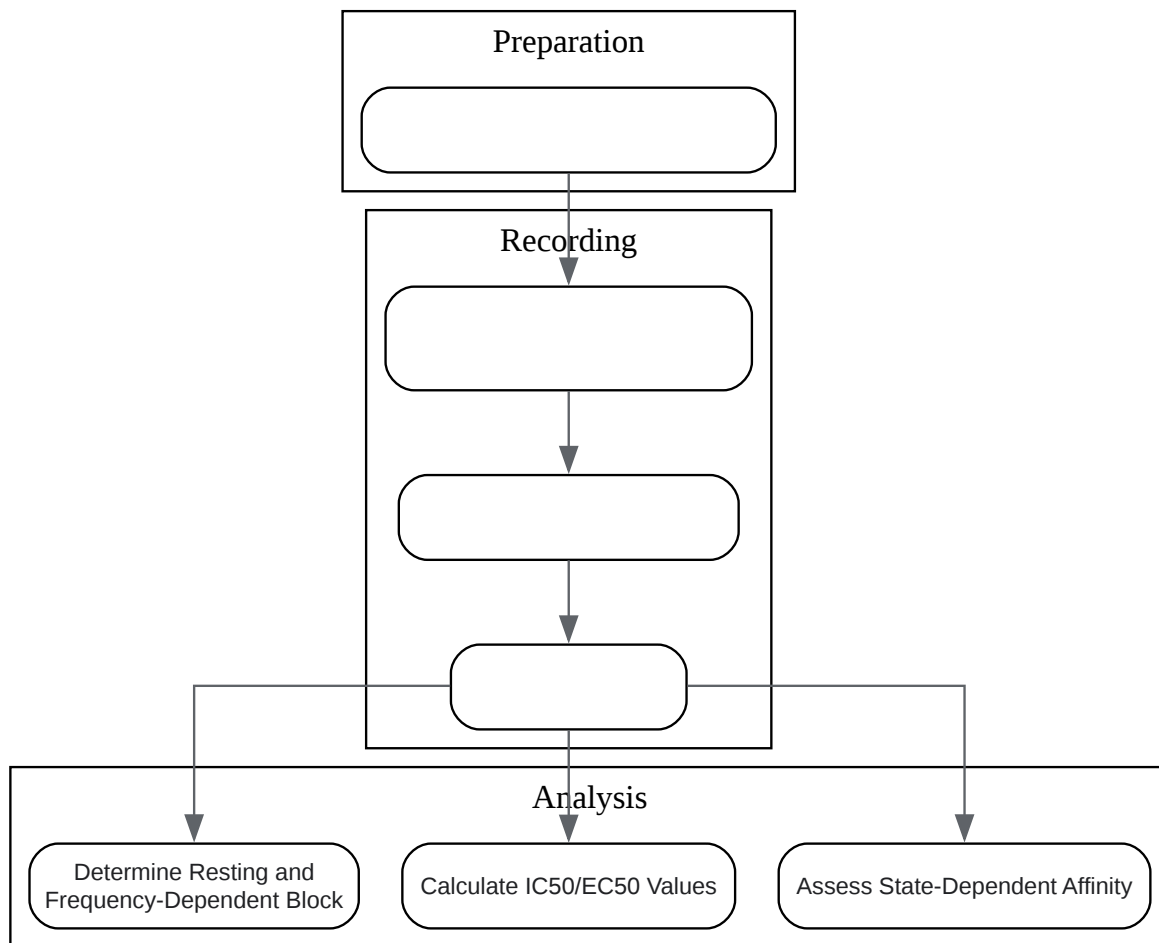 Preparation
Recording
Analysis
Determine Resting and
Frequency-Dependent Block
Calculate IC50/EC50 Values
Assess State-Dependent Affinity